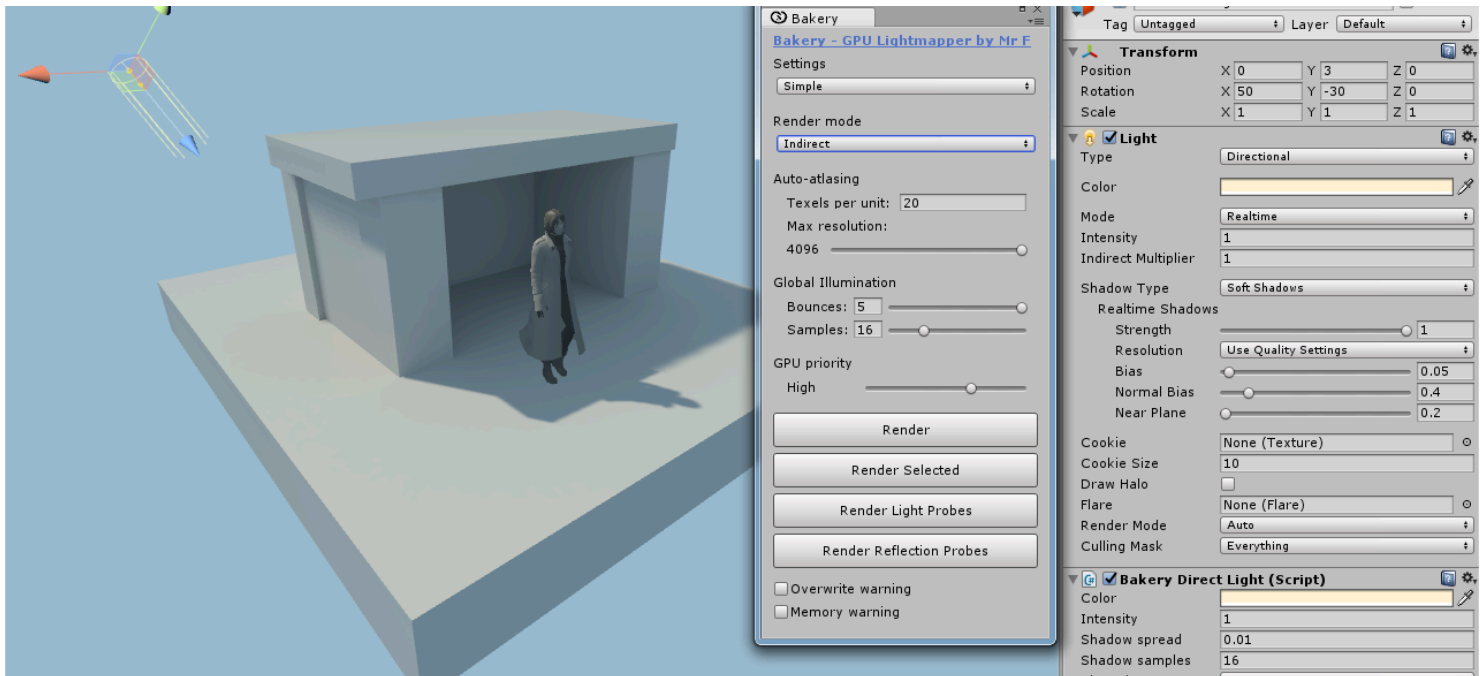 Bakery
Bakery - GPU Lightmapper by Mr F
Settings
Simple
Render mode
Indirect
Auto-atlasing
Texels per unit: 20
Max resolution:
4096
Global Illumination
Bounces: 5
Samples: 16
GPU priority
High
Render
Render Selected
Render Light Probes
Render Reflection Probes
Overwrite warning
Memory warning
Tag Untagged Layer Default
Transform
Position X 0 Y 3 Z 0
Rotation X 50 Y -30 Z 0
Scale X 1 Y 1 Z 1
Light
Type Directional
Color
Mode Realtime
Intensity 1
Indirect Multiplier 1
Shadow Type Soft Shadows
Realtime Shadows
Strength 1
Resolution Use Quality Settings
Bias 0.05
Normal Bias 0.4
Near Plane 0.2
Cookie None (Texture)
Cookie Size 10
Draw Halo
Flare None (Flare)
Render Mode Auto
Culling Mask Everything
Bakery Direct Light (Script)
Color
Intensity 1
Shadow spread 0.01
Shadow samples 16